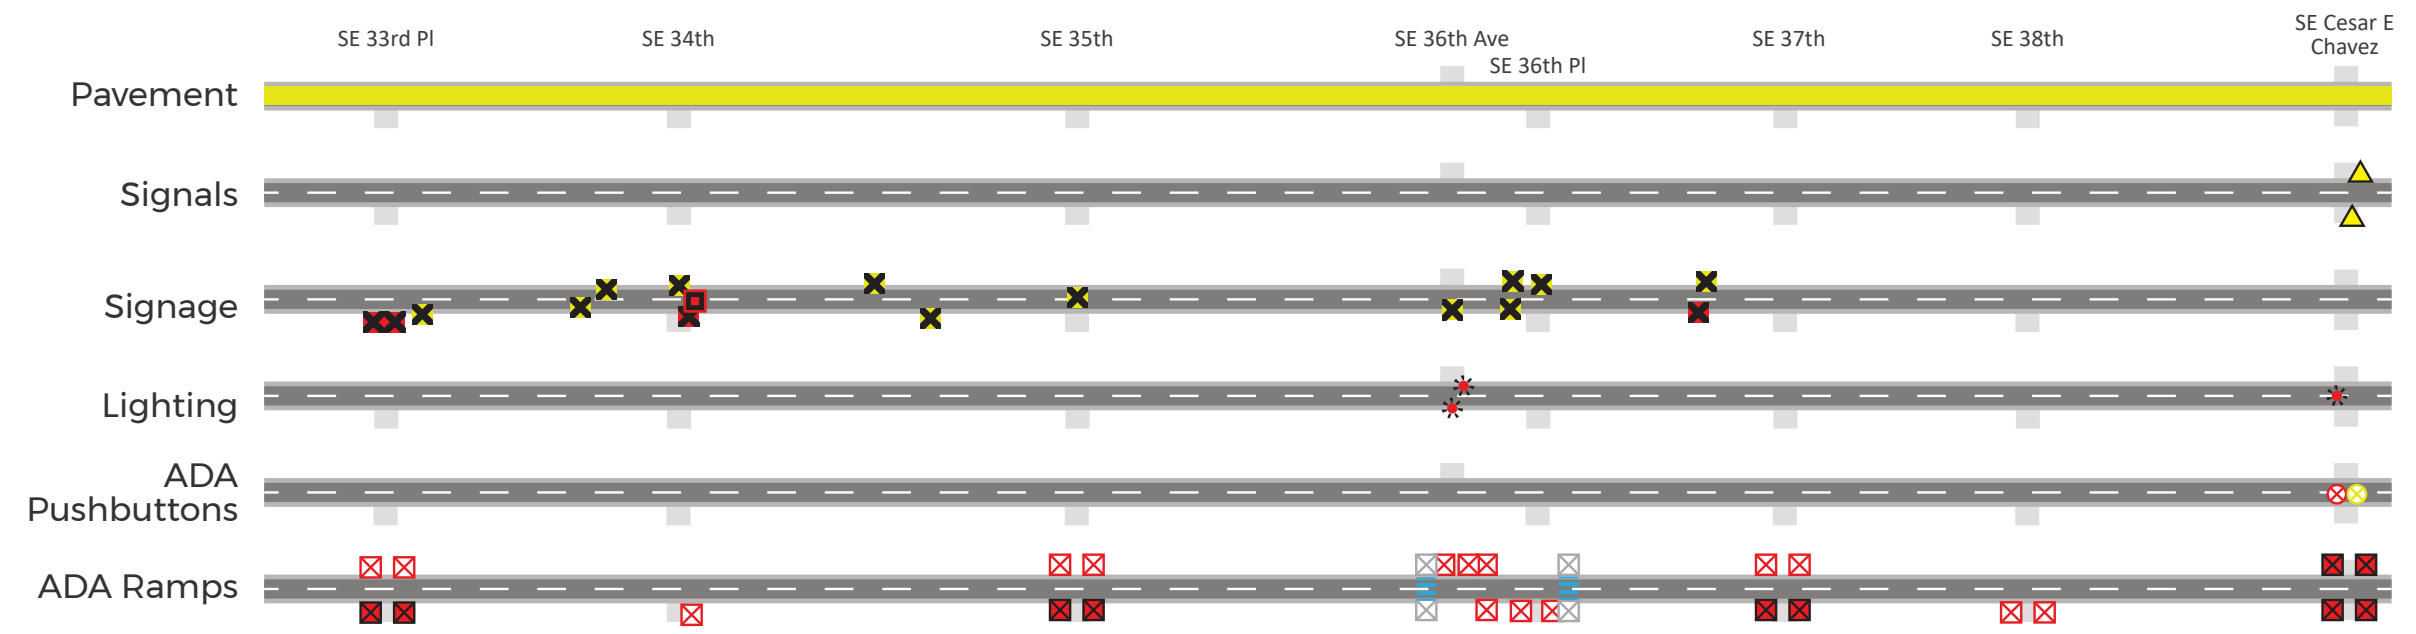 SE Cesar E
SE 33rd Pl SE 34th SE 35th SE 36th Ave SE 37th SE 38th Chavez
SE 36th Pl
Pavement
Signals
Signage
Lighting
ADA
Pushbuttons
ADA Ramps